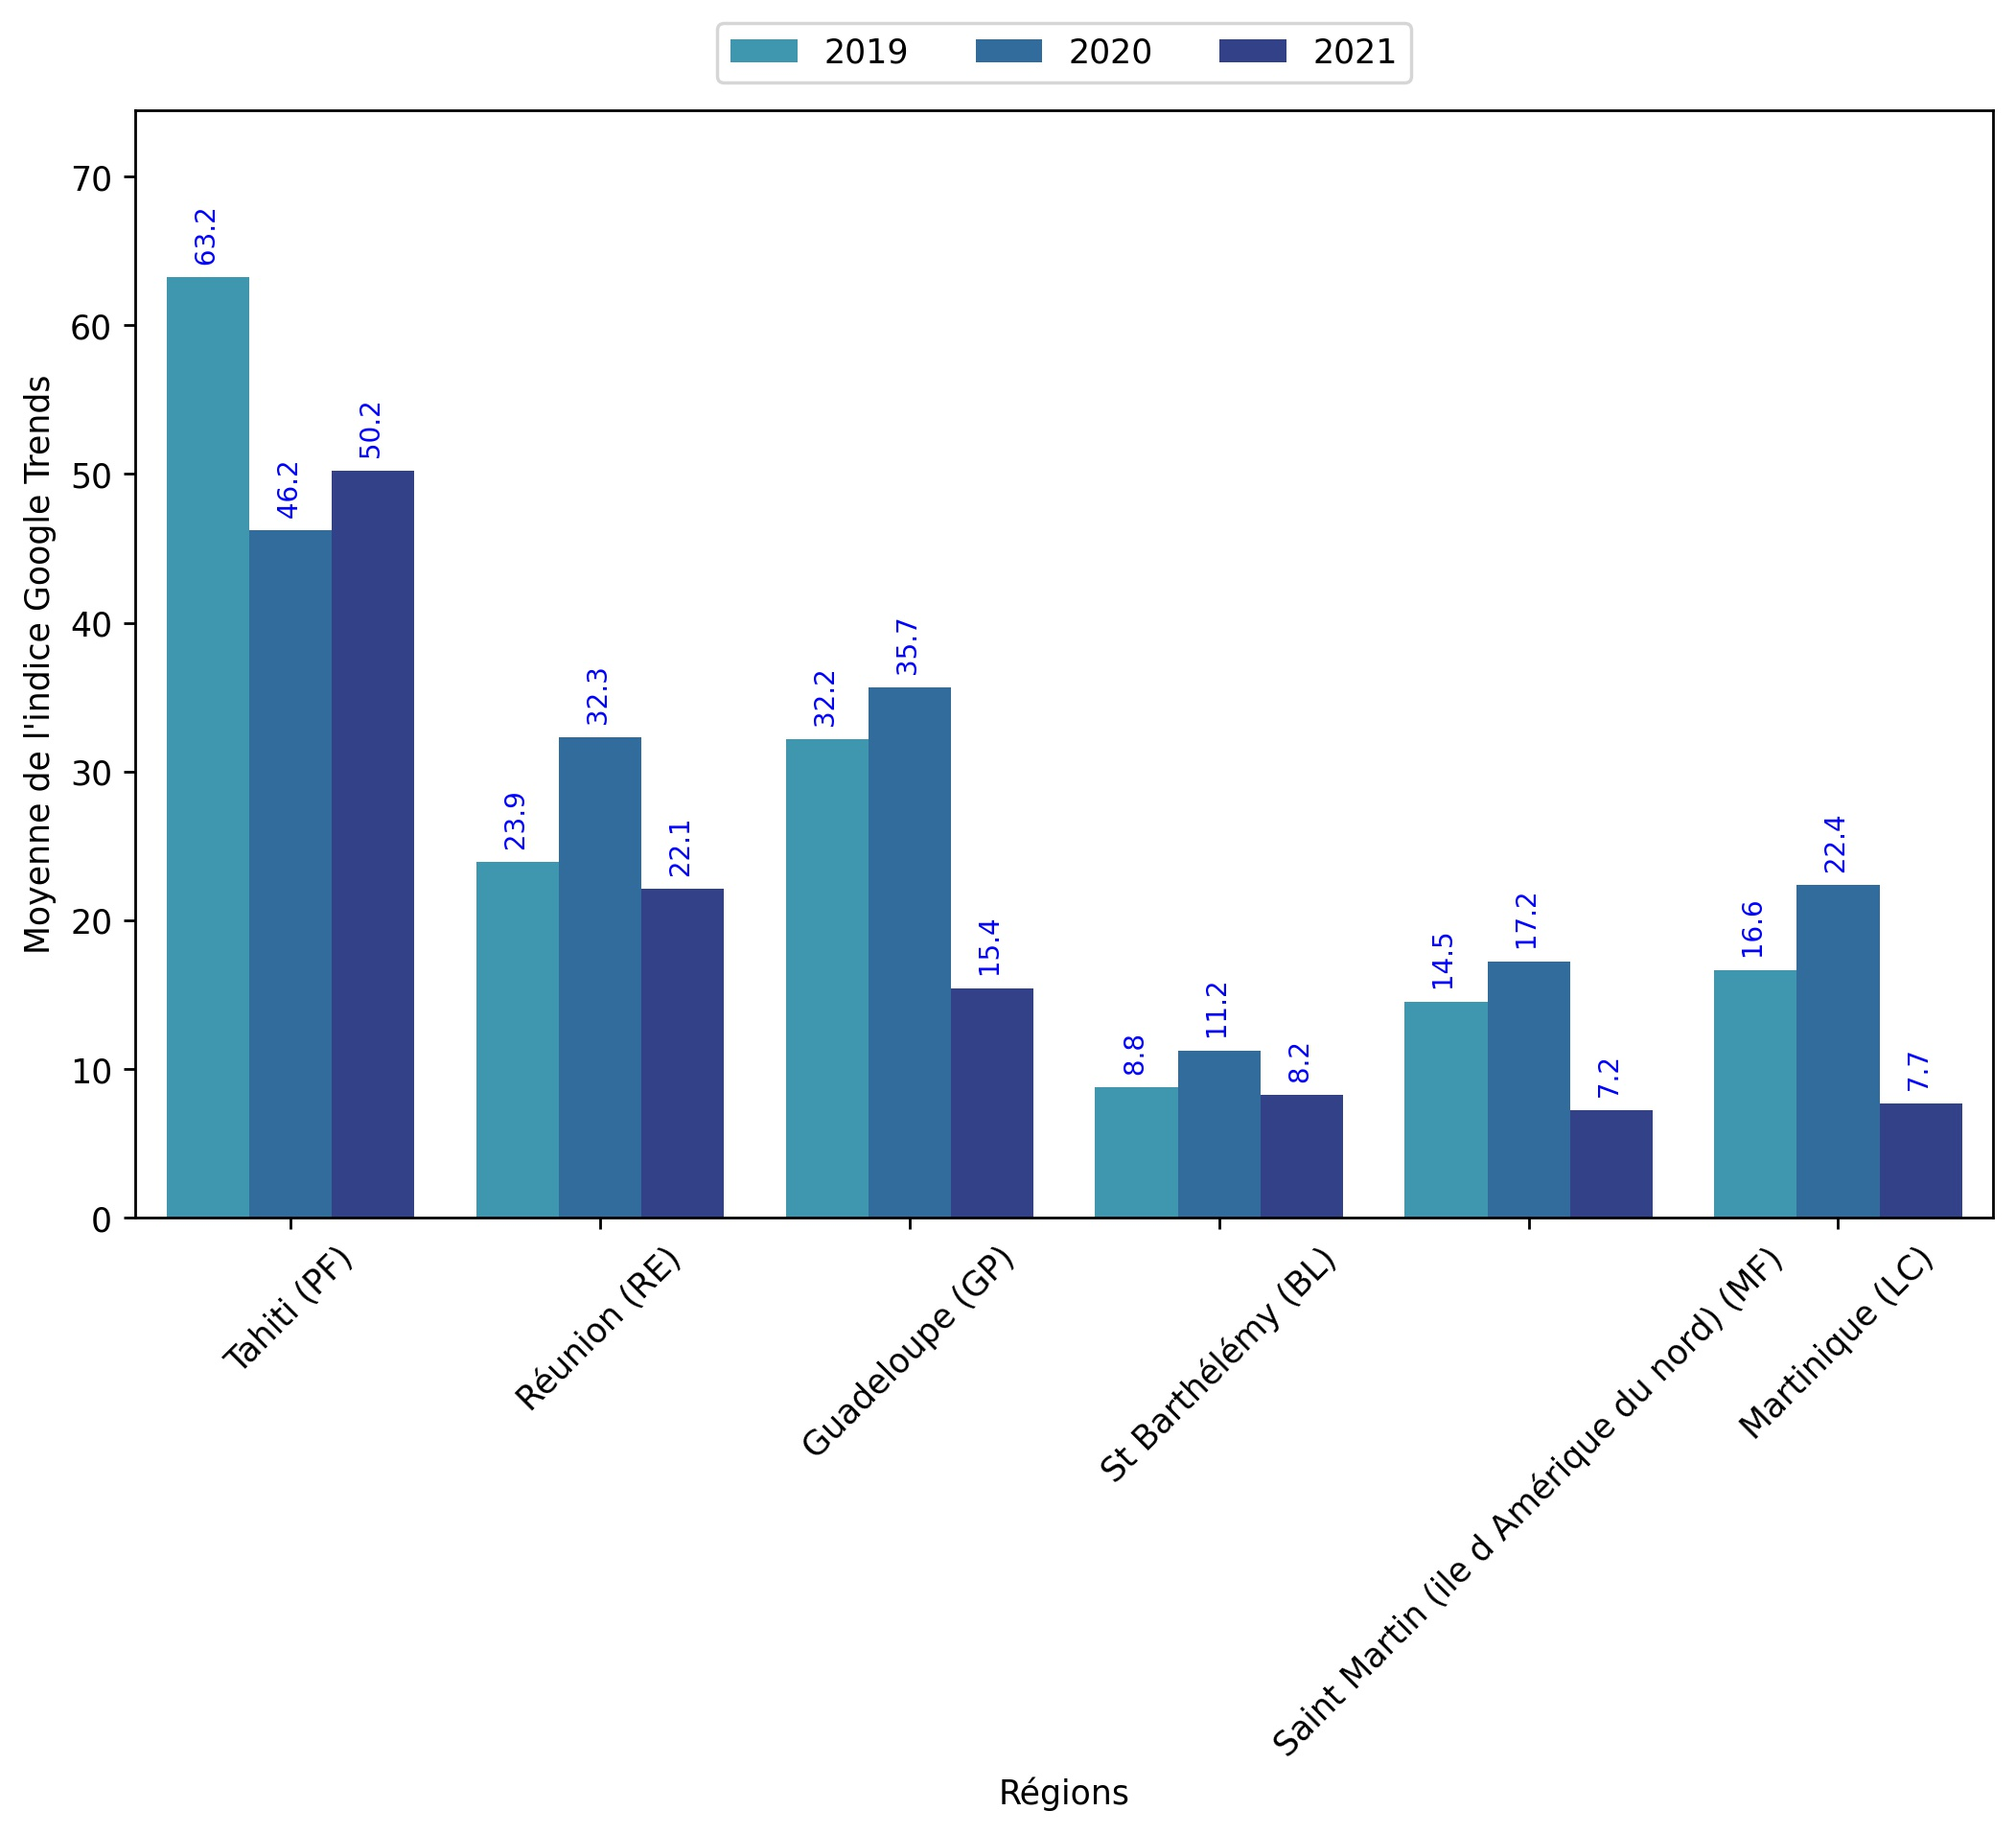 2019 2020 2021
Moyenne de l'indice Google Trends
70
60
50
40
30
20
10
0
63.2
46.2
50.2
23.9
32.3
22.1
32.2
35.7
15.4
8.8
11.2
8.2
14.5
17.2
7.2
16.6
22.4
7.7
Tahiti (PF)
Réunion (RE)
Guadeloupe (GP)
St Barthélémy (BL)
Saint Martin (ile d Amérique du nord) (MF)
Martinique (LC)
Régions